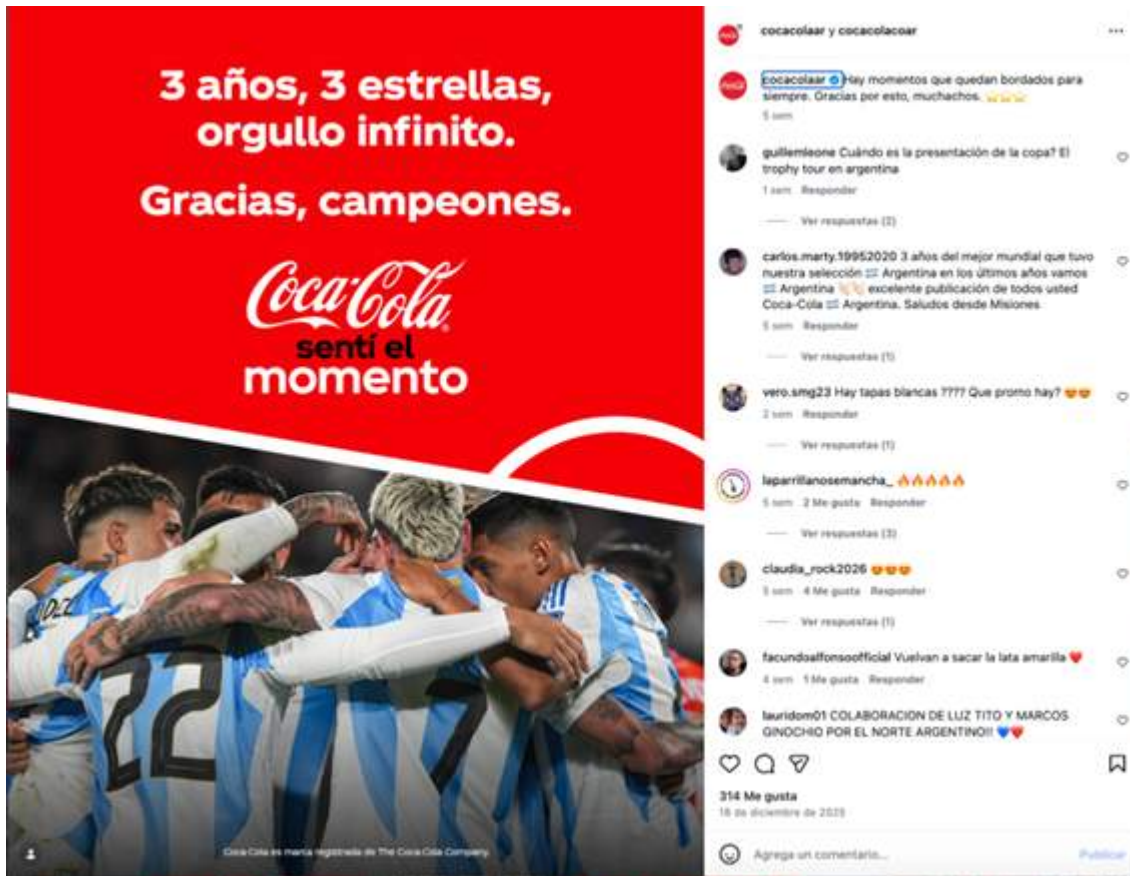 3 años, 3 estrellas,
orgullo infinito.
Gracias, campeones.
Coca-Cola
sentí el
momento
22
7
Coca-Cola es marca registrada de The Coca-Cola Company.
cocacolaar y cocacolacoar
cocacolaar Hay momentos que quedan bordados para
siempre. Gracias por esto, muchachos. ⭐⭐⭐
5 sem
guillemleone Cuándo es la presentación de la copa? El
trophy tour en argentina
1 sem Responder
Ver respuestas (2)
carlos.marty.19952020 3 años del mejor mundial que tuvo
nuestra selección 🇦🇷 Argentina en los últimos años vamos
🇦🇷 Argentina 👏🏻👏🏻 excelente publicación de todos usted
Coca-Cola 🇦🇷 Argentina. Saludos desde Misiones
5 sem Responder
Ver respuestas (1)
vero.smg23 Hay tapas blancas ???? Que promo hay? 😍😍
2 sem Responder
Ver respuestas (1)
laparrillanosemancha_ 🔥🔥🔥🔥🔥
5 sem 2 Me gusta Responder
Ver respuestas (3)
claudia_rock2026 😍😍😍
5 sem 4 Me gusta Responder
Ver respuestas (1)
facundoalfonsoofficial Vuelvan a sacar la lata amarilla ❤️
4 sem 1 Me gusta Responder
lauridom01 COLABORACION DE LUZ TITO Y MARCOS
GINOCHIO POR EL NORTE ARGENTINO!! 💙❤️
314 Me gusta
18 de diciembre de 2025
Agrega un comentario...
Publicar